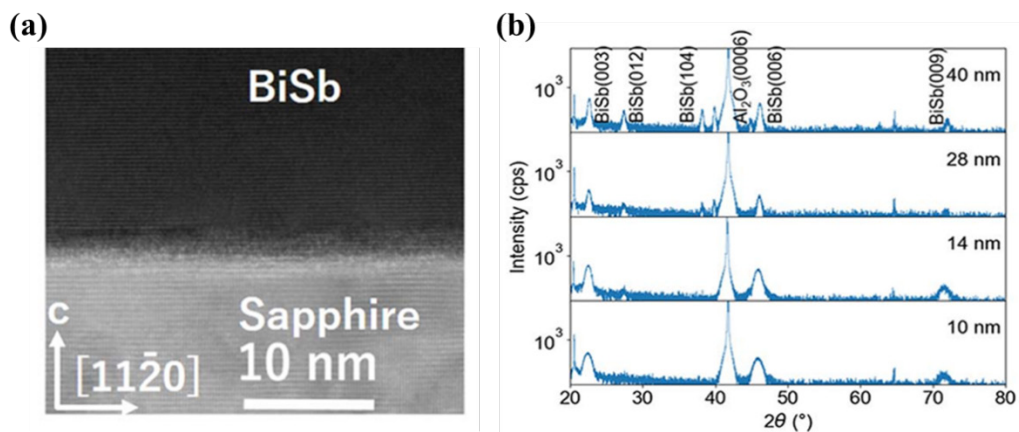 (a)
BiSb
Sapphire
10 nm
c
[112̅0]
(b)
Intensity (cps)
10³
10³
10³
10³
BiSb(003)
BiSb(012)
BiSb(104)
Al₂O₃(0006)
BiSb(006)
BiSb(009)
40 nm
28 nm
14 nm
10 nm
20 30 40 50 60 70 80
2θ (°)